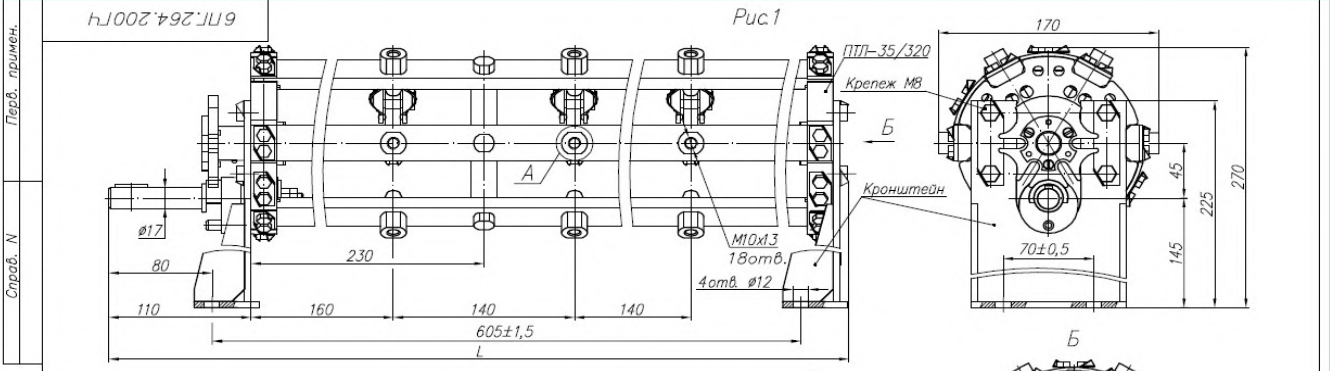 6ПГ.264.200ГЧ
Рис.1
Перв. примен.
Справ. N
170
ПТЛ-35/320
Крепеж М8
Б
А
Кронштейн
45
225
270
145
70±0,5
ø17
80
230
М10х13
18отв.
4отв. ø12
110
160
140
140
605±1,5
L
Б